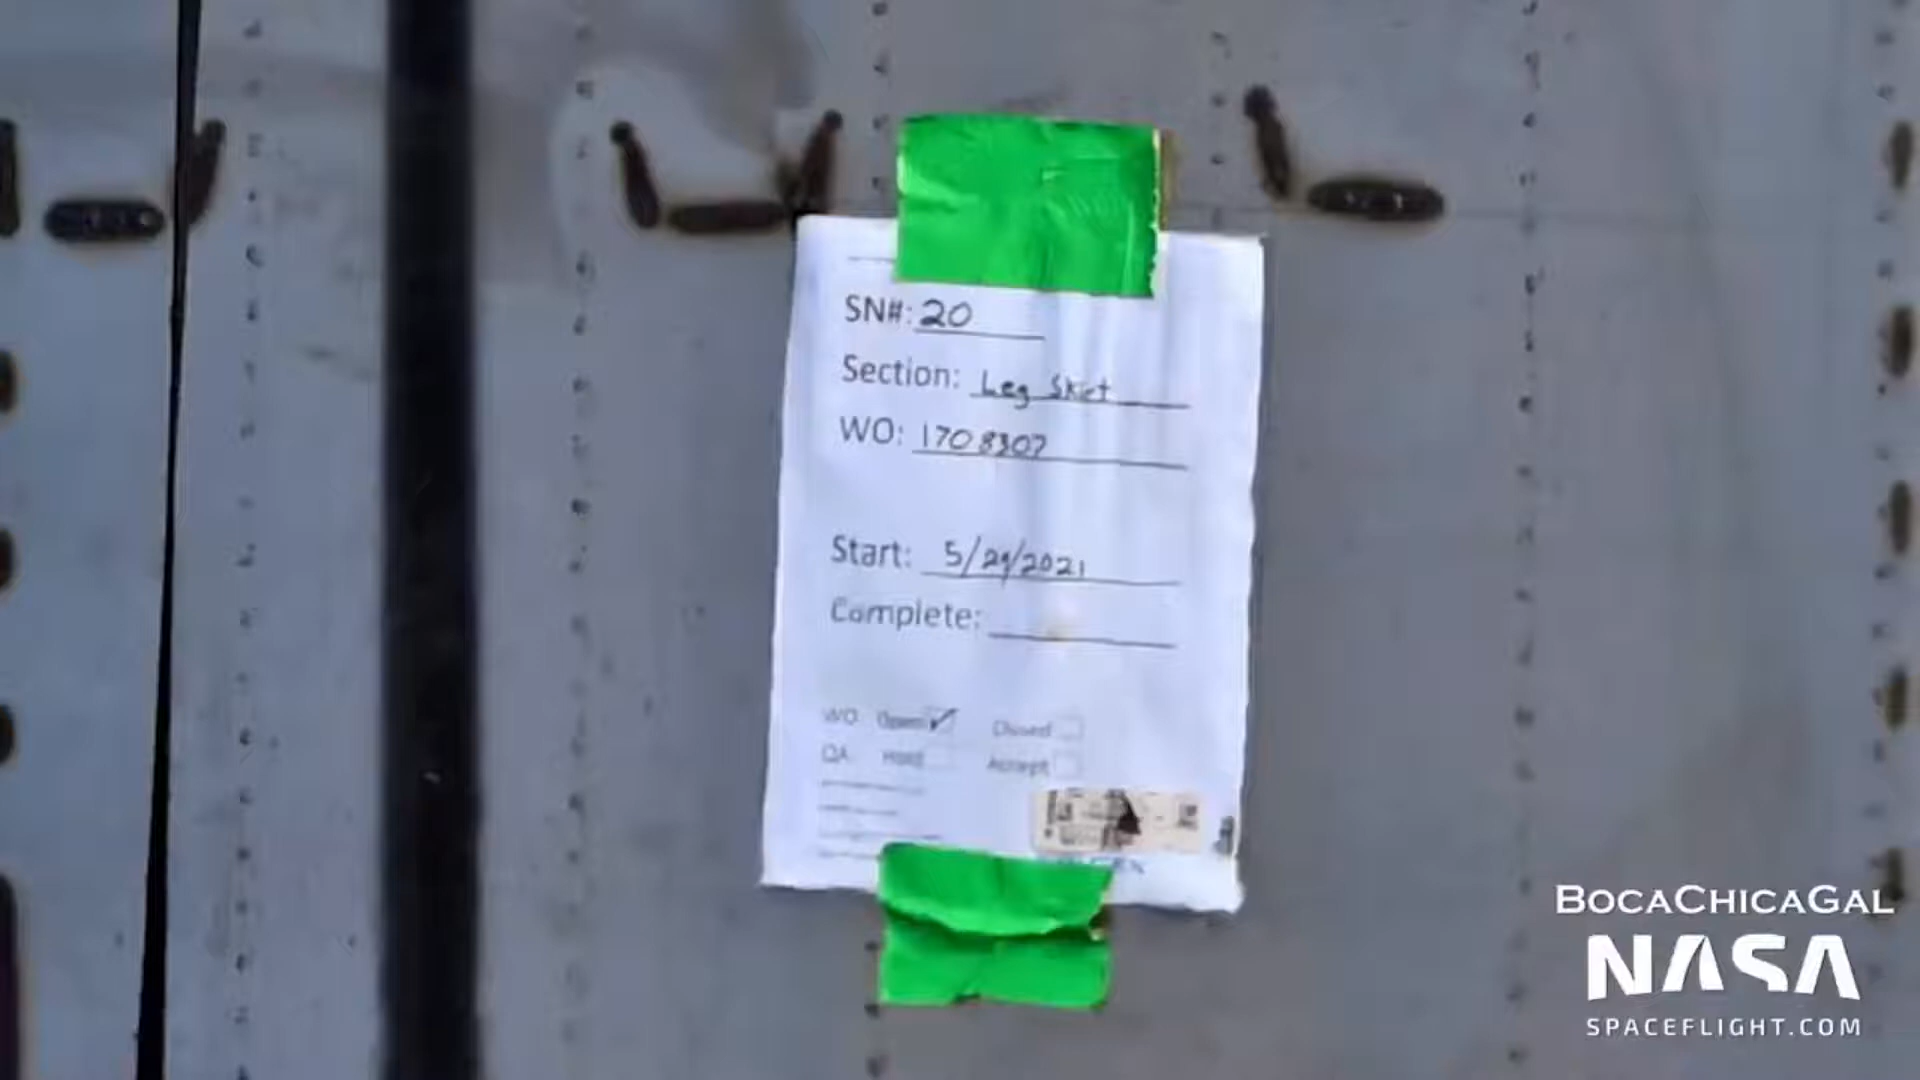 SN#: 20
Section: Leg Skirt
WO: 1708307
Start: 5/29/2021
Complete:
WO Open ✓ Closed
QA Hold Accept
BOCACHICAGAL
NASA
SPACEFLIGHT.COM